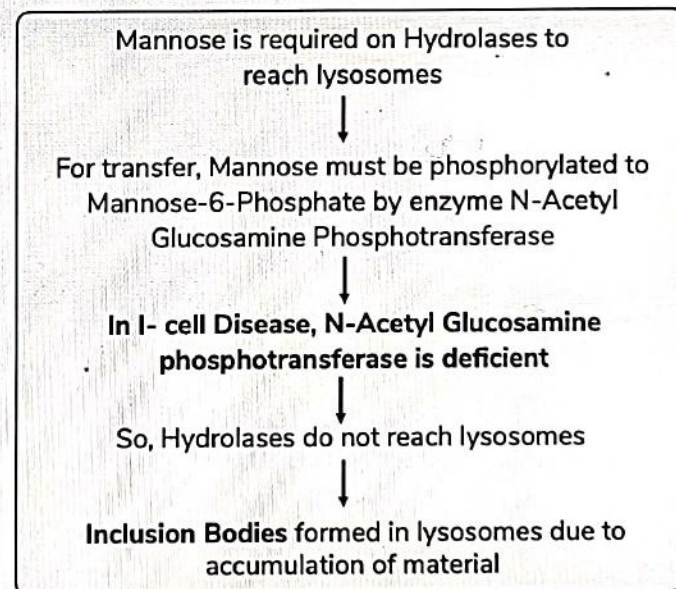 Mannose is required on Hydrolases to
reach lysosomes
For transfer, Mannose must be phosphorylated to
Mannose-6-Phosphate by enzyme N-Acetyl
Glucosamine Phosphotransferase
In I- cell Disease, N-Acetyl Glucosamine
phosphotransferase is deficient
So, Hydrolases do not reach lysosomes
Inclusion Bodies formed in lysosomes due to
accumulation of material